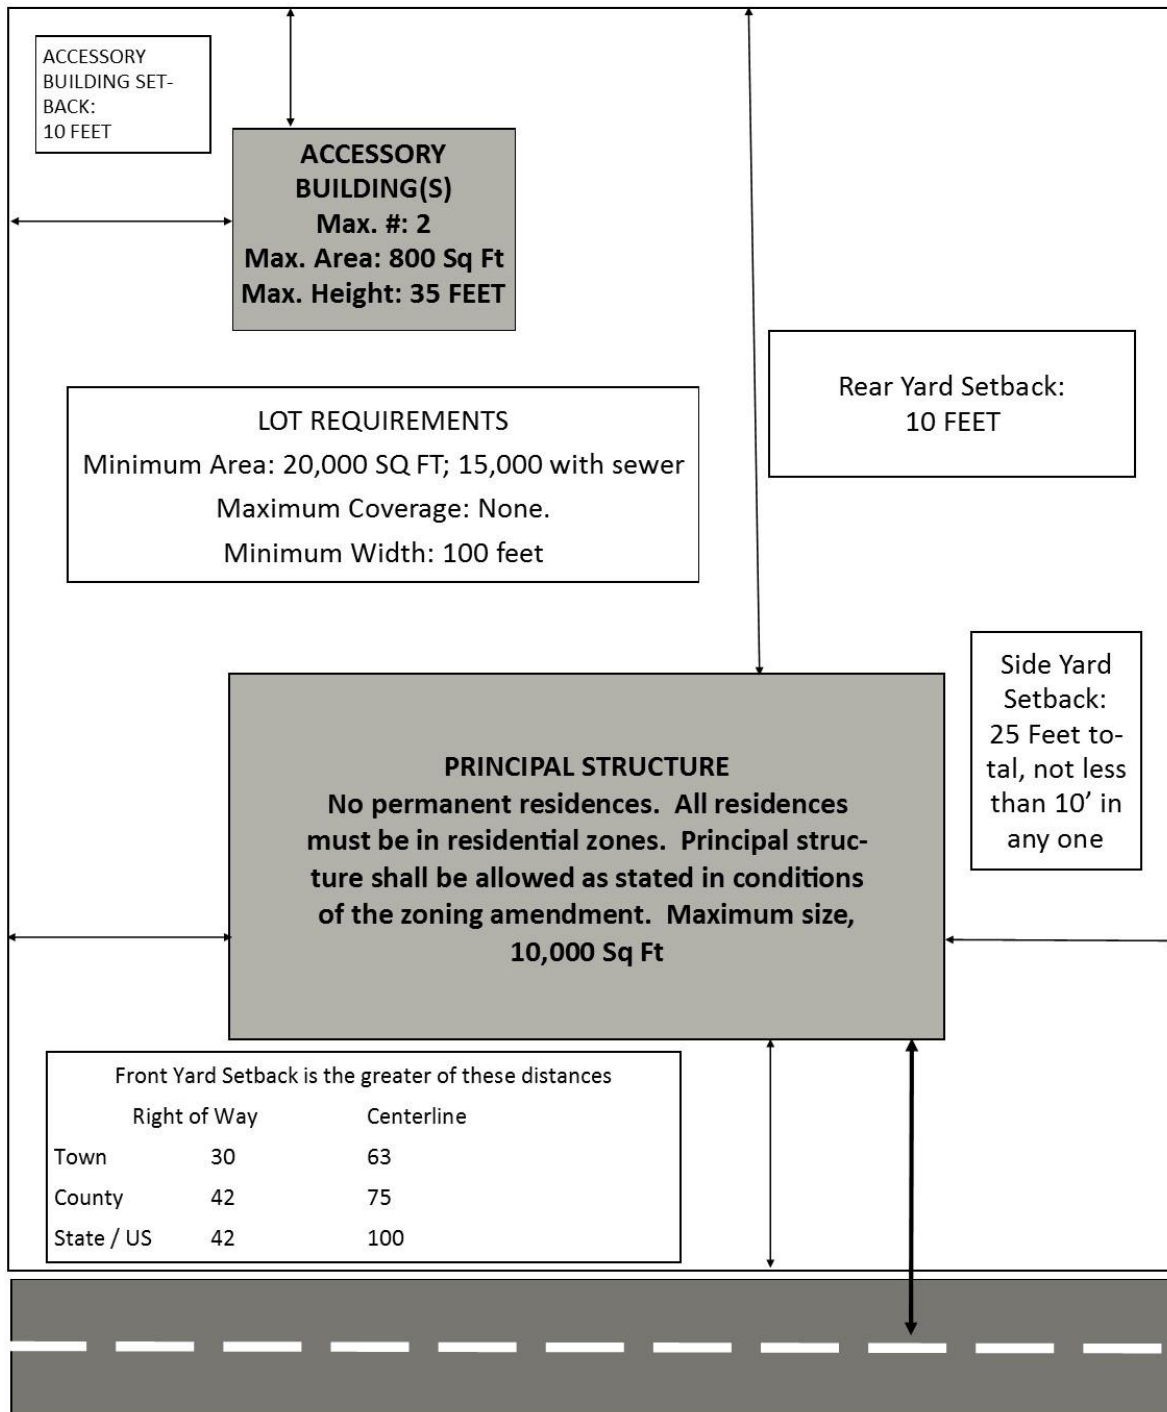 ACCESSORY
BUILDING SET-
BACK:
10 FEET
ACCESSORY
BUILDING(S)
Max. #: 2
Max. Area: 800 Sq Ft
Max. Height: 35 FEET
Rear Yard Setback:
10 FEET
LOT REQUIREMENTS
Minimum Area: 20,000 SQ FT; 15,000 with sewer
Maximum Coverage: None.
Minimum Width: 100 feet
Side Yard
Setback:
25 Feet to-
tal, not less
than 10’ in
any one
PRINCIPAL STRUCTURE
No permanent residences.  All residences
must be in residential zones.  Principal struc-
ture shall be allowed as stated in conditions
of the zoning amendment.  Maximum size,
10,000 Sq Ft
Front Yard Setback is the greater of these distances
Right of Way Centerline
Town 30 63
County 42 75
State / US 42 100